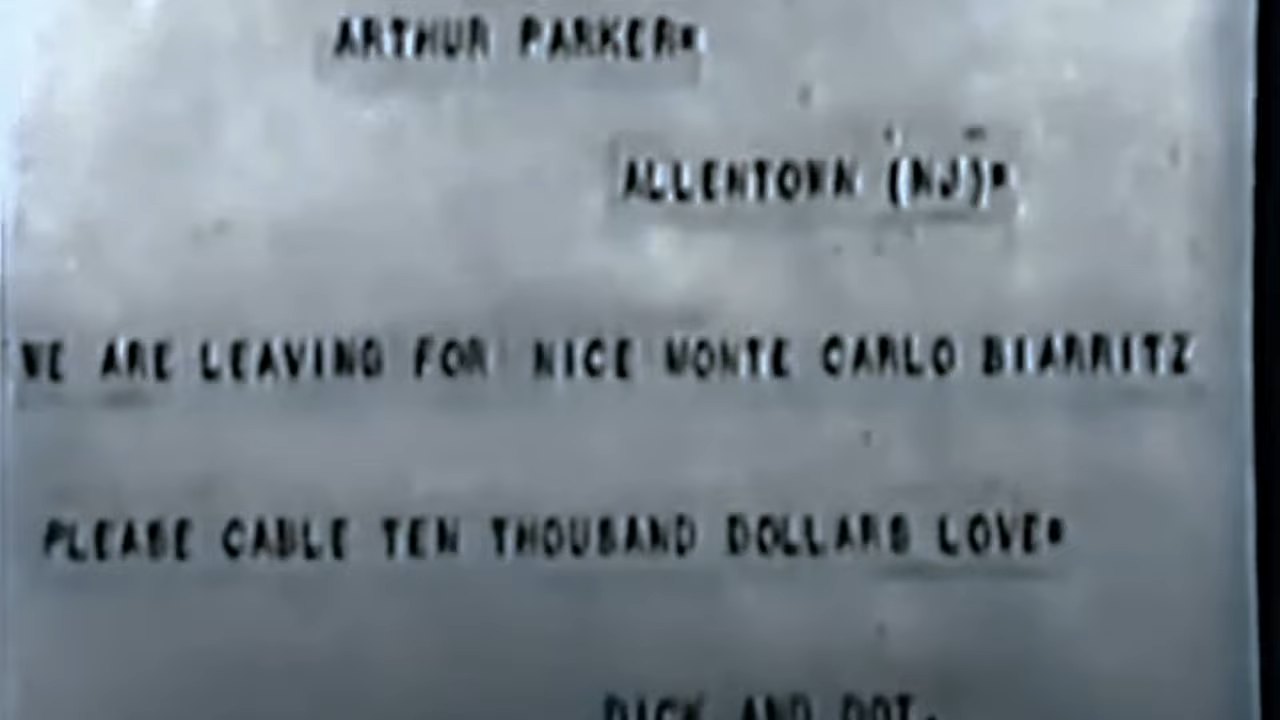 ARTHUR PARKER=
ALLENTOWN (NJ)=
WE ARE LEAVING FOR NICE MONTE CARLO BIARRITZ
PLEASE CABLE TEN THOUSAND DOLLARS LOVE=
DICK AND DOT.